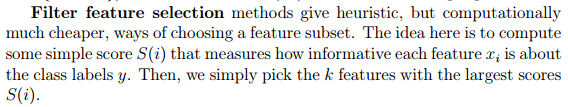 Filter feature selection methods give heuristic, but computationally
much cheaper, ways of choosing a feature subset. The idea here is to compute
some simple score S(i) that measures how informative each feature xᵢ is about
the class labels y. Then, we simply pick the k features with the largest scores
S(i).